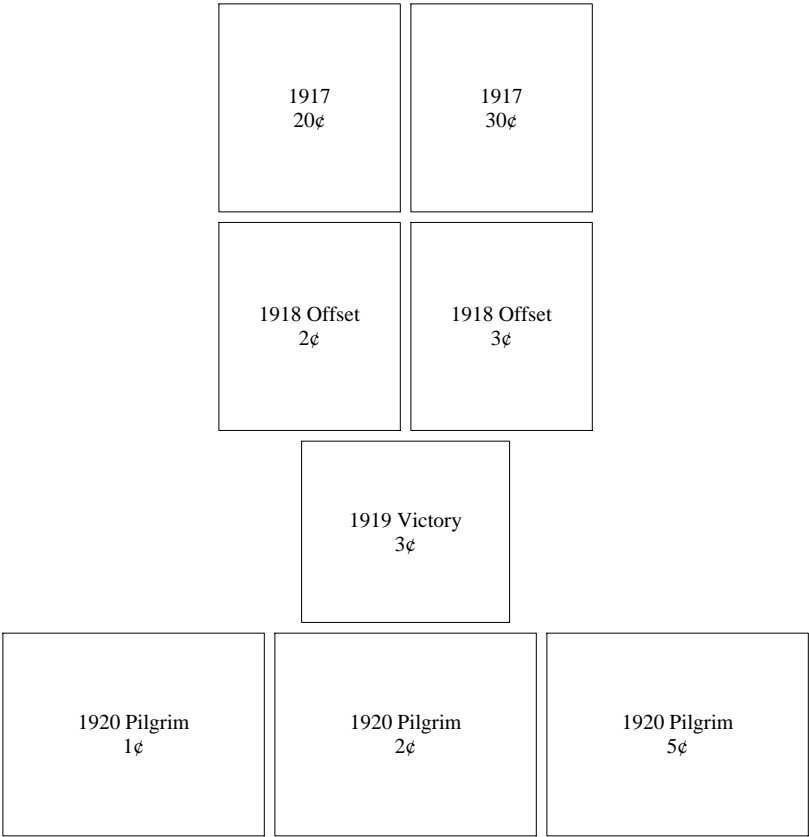 1917
20¢
1917
30¢
1918 Offset
2¢
1918 Offset
3¢
1919 Victory
3¢
1920 Pilgrim
1¢
1920 Pilgrim
2¢
1920 Pilgrim
5¢